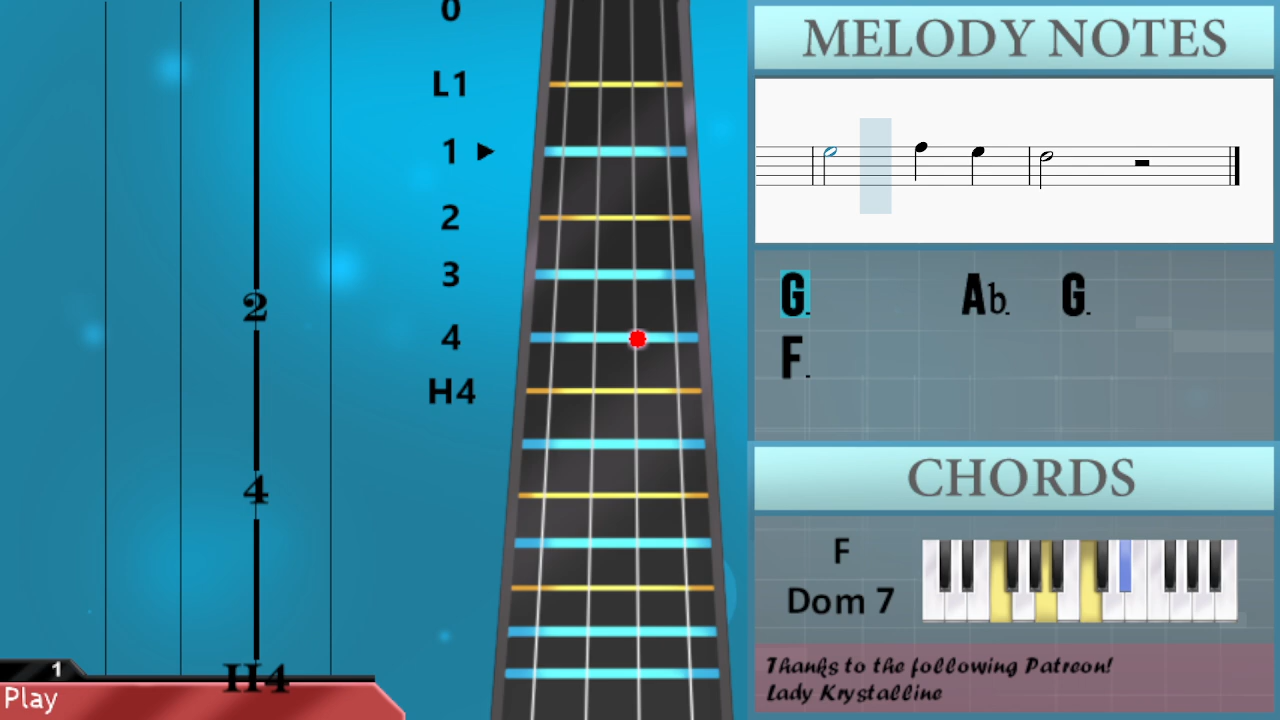 0
L1
1
2
3
4
H4
2
4
H4
1
Play
MELODY NOTES
G. Ab. G.
F.
CHORDS
F
Dom 7
Thanks to the following Patreon!
Lady Krystalline